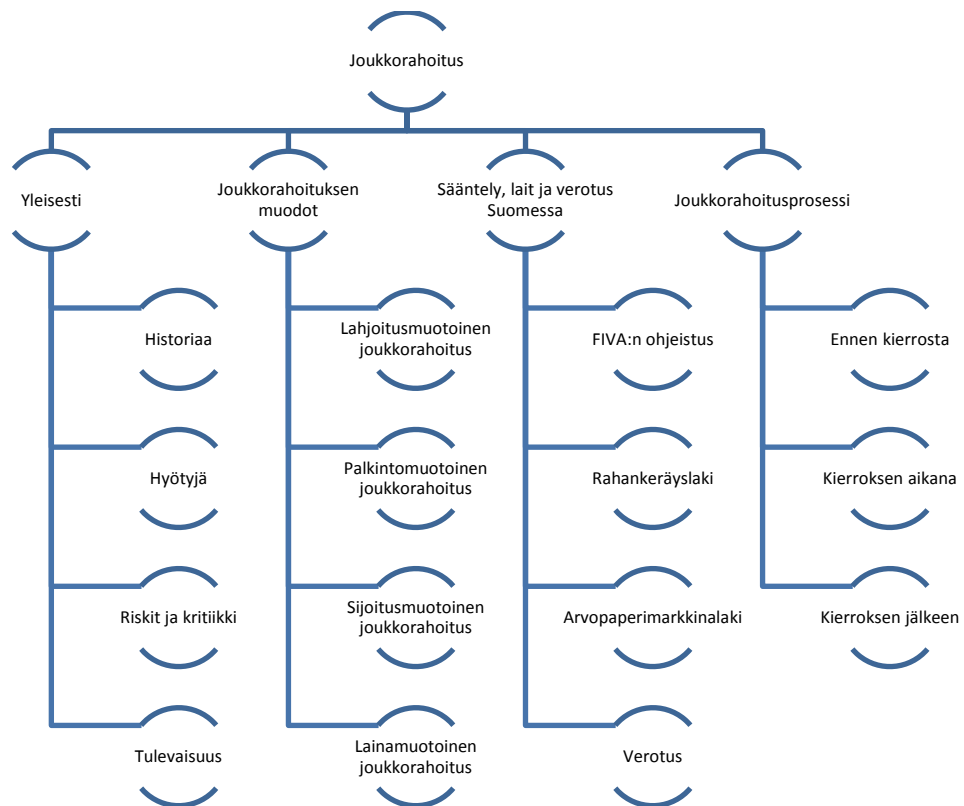 Joukkorahoitus
Yleisesti
Joukkorahoituksen
muodot
Sääntely, lait ja verotus
Suomessa
Joukkorahoitusprosessi
Historiaa
Hyötyjä
Riskit ja kritiikki
Tulevaisuus
Lahjoitusmuotoinen
joukkorahoitus
Palkintomuotoinen
joukkorahoitus
Sijoitusmuotoinen
joukkorahoitus
Lainamuotoinen
joukkorahoitus
FIVA:n ohjeistus
Rahankeräyslaki
Arvopaperimarkkinalaki
Verotus
Ennen kierrosta
Kierroksen aikana
Kierroksen jälkeen